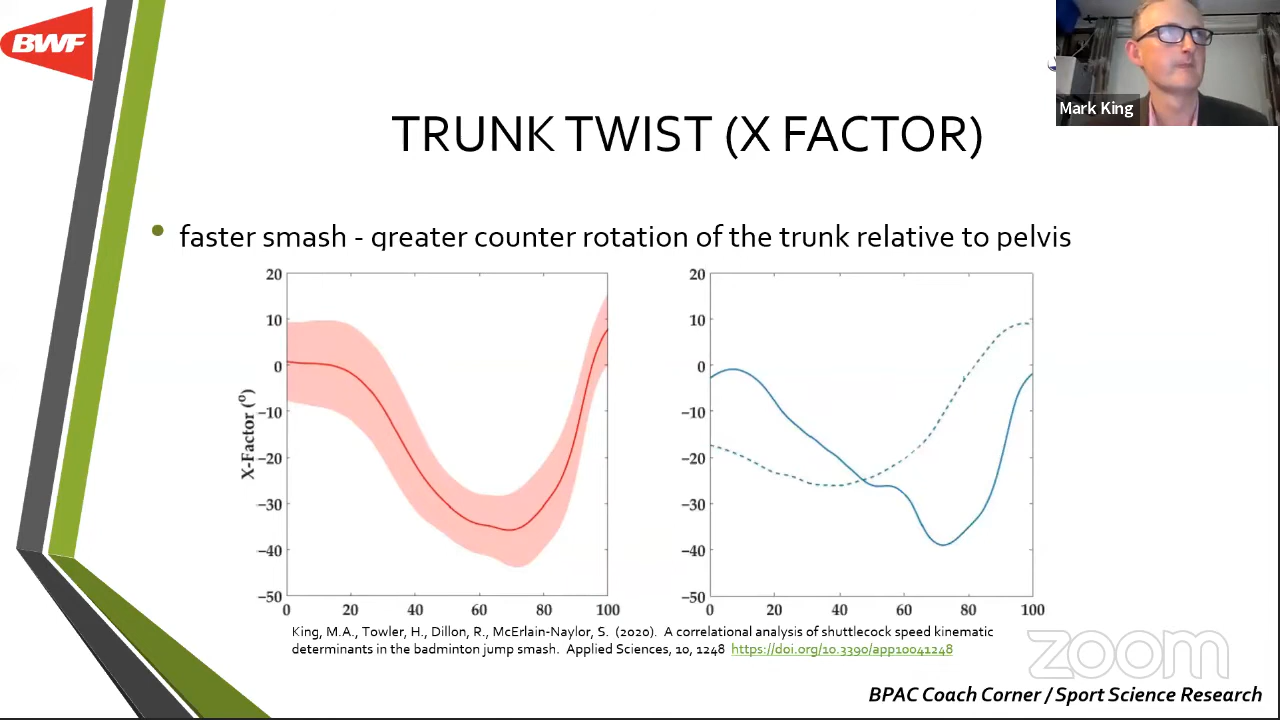 BWF
Mark King
TRUNK TWIST (X FACTOR)
• faster smash - greater counter rotation of the trunk relative to pelvis
X-Factor (⁰)
20
10
0
−10
−20
−30
−40
−50
0 20 40 60 80 100
20
10
0
−10
−20
−30
−40
−50
0 20 40 60 80 100
King, M.A., Towler, H., Dillon, R., McErlain-Naylor, S. (2020). A correlational analysis of shuttlecock speed kinematic
determinants in the badminton jump smash. Applied Sciences, 10, 1248 https://doi.org/10.3390/app10041248
zoom
BPAC Coach Corner / Sport Science Research